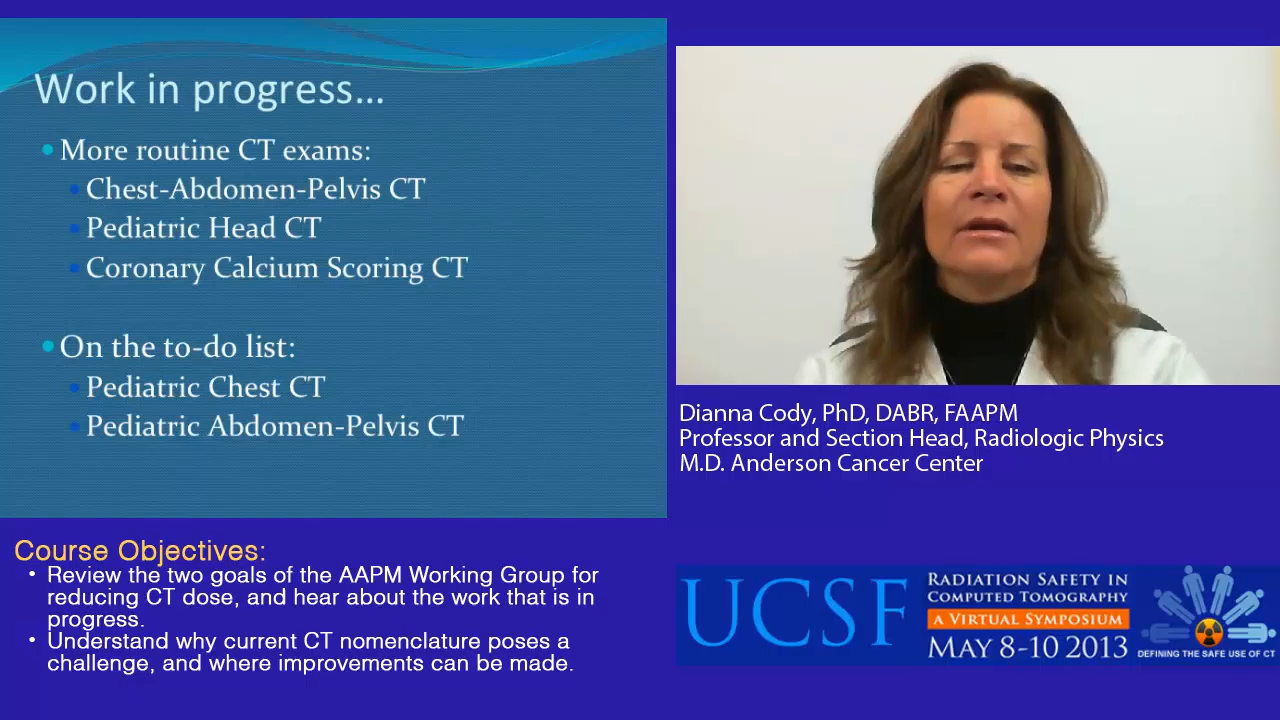 Work in progress...
More routine CT exams:
Chest-Abdomen-Pelvis CT
Pediatric Head CT
Coronary Calcium Scoring CT
On the to-do list:
Pediatric Chest CT
Pediatric Abdomen-Pelvis CT
Dianna Cody, PhD, DABR, FAAPM
Professor and Section Head, Radiologic Physics
M.D. Anderson Cancer Center
Course Objectives:
• Review the two goals of the AAPM Working Group for
reducing CT dose, and hear about the work that is in
progress.
• Understand why current CT nomenclature poses a
challenge, and where improvements can be made.
UCSF
RADIATION SAFETY IN
COMPUTED TOMOGRAPHY
A VIRTUAL SYMPOSIUM
MAY 8-10 2013
DEFINING THE SAFE USE OF CT